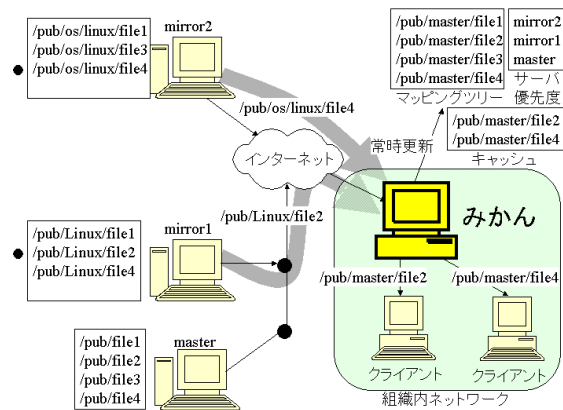 /pub/os/linux/file1
/pub/os/linux/file3
/pub/os/linux/file4
mirror2
/pub/master/file1
/pub/master/file2
/pub/master/file3
/pub/master/file4
マッピングツリー
mirror2
mirror1
master
サーバ
優先度
/pub/os/linux/file4
/pub/master/file2
/pub/master/file4
キャッシュ
常時更新
インターネット
みかん
/pub/Linux/file2
/pub/Linux/file1
/pub/Linux/file2
/pub/Linux/file4
mirror1
/pub/master/file2
/pub/master/file4
/pub/file1
/pub/file2
/pub/file3
/pub/file4
master
クライアント
クライアント
組織内ネットワーク